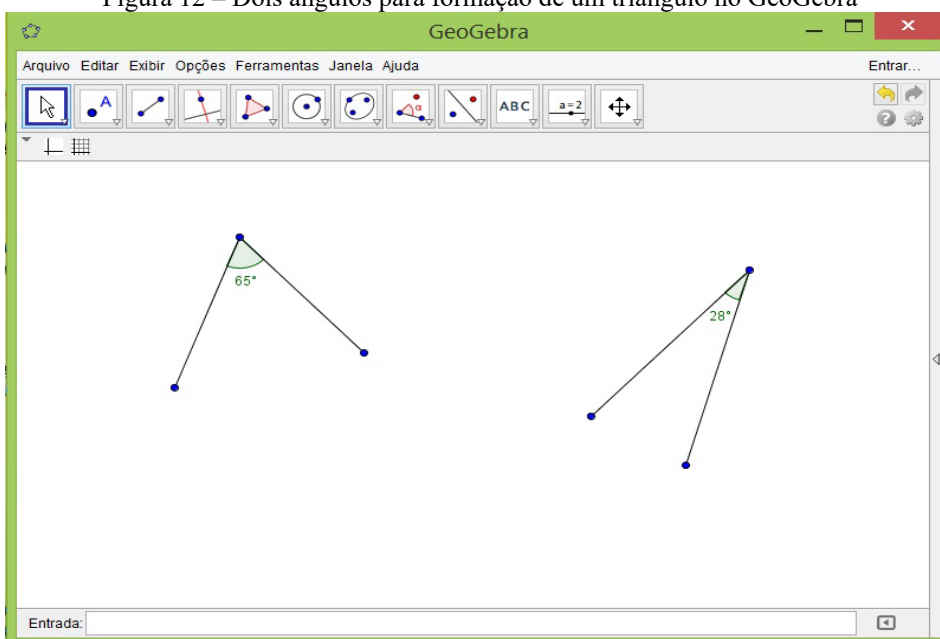 Figura 12 – Dois ângulos para formação de um triângulo no GeoGebra
GeoGebra
Arquivo Editar Exibir Opções Ferramentas Janela Ajuda
Entrar...
A
α
ABC
a=2
65°
28°
Entrada: